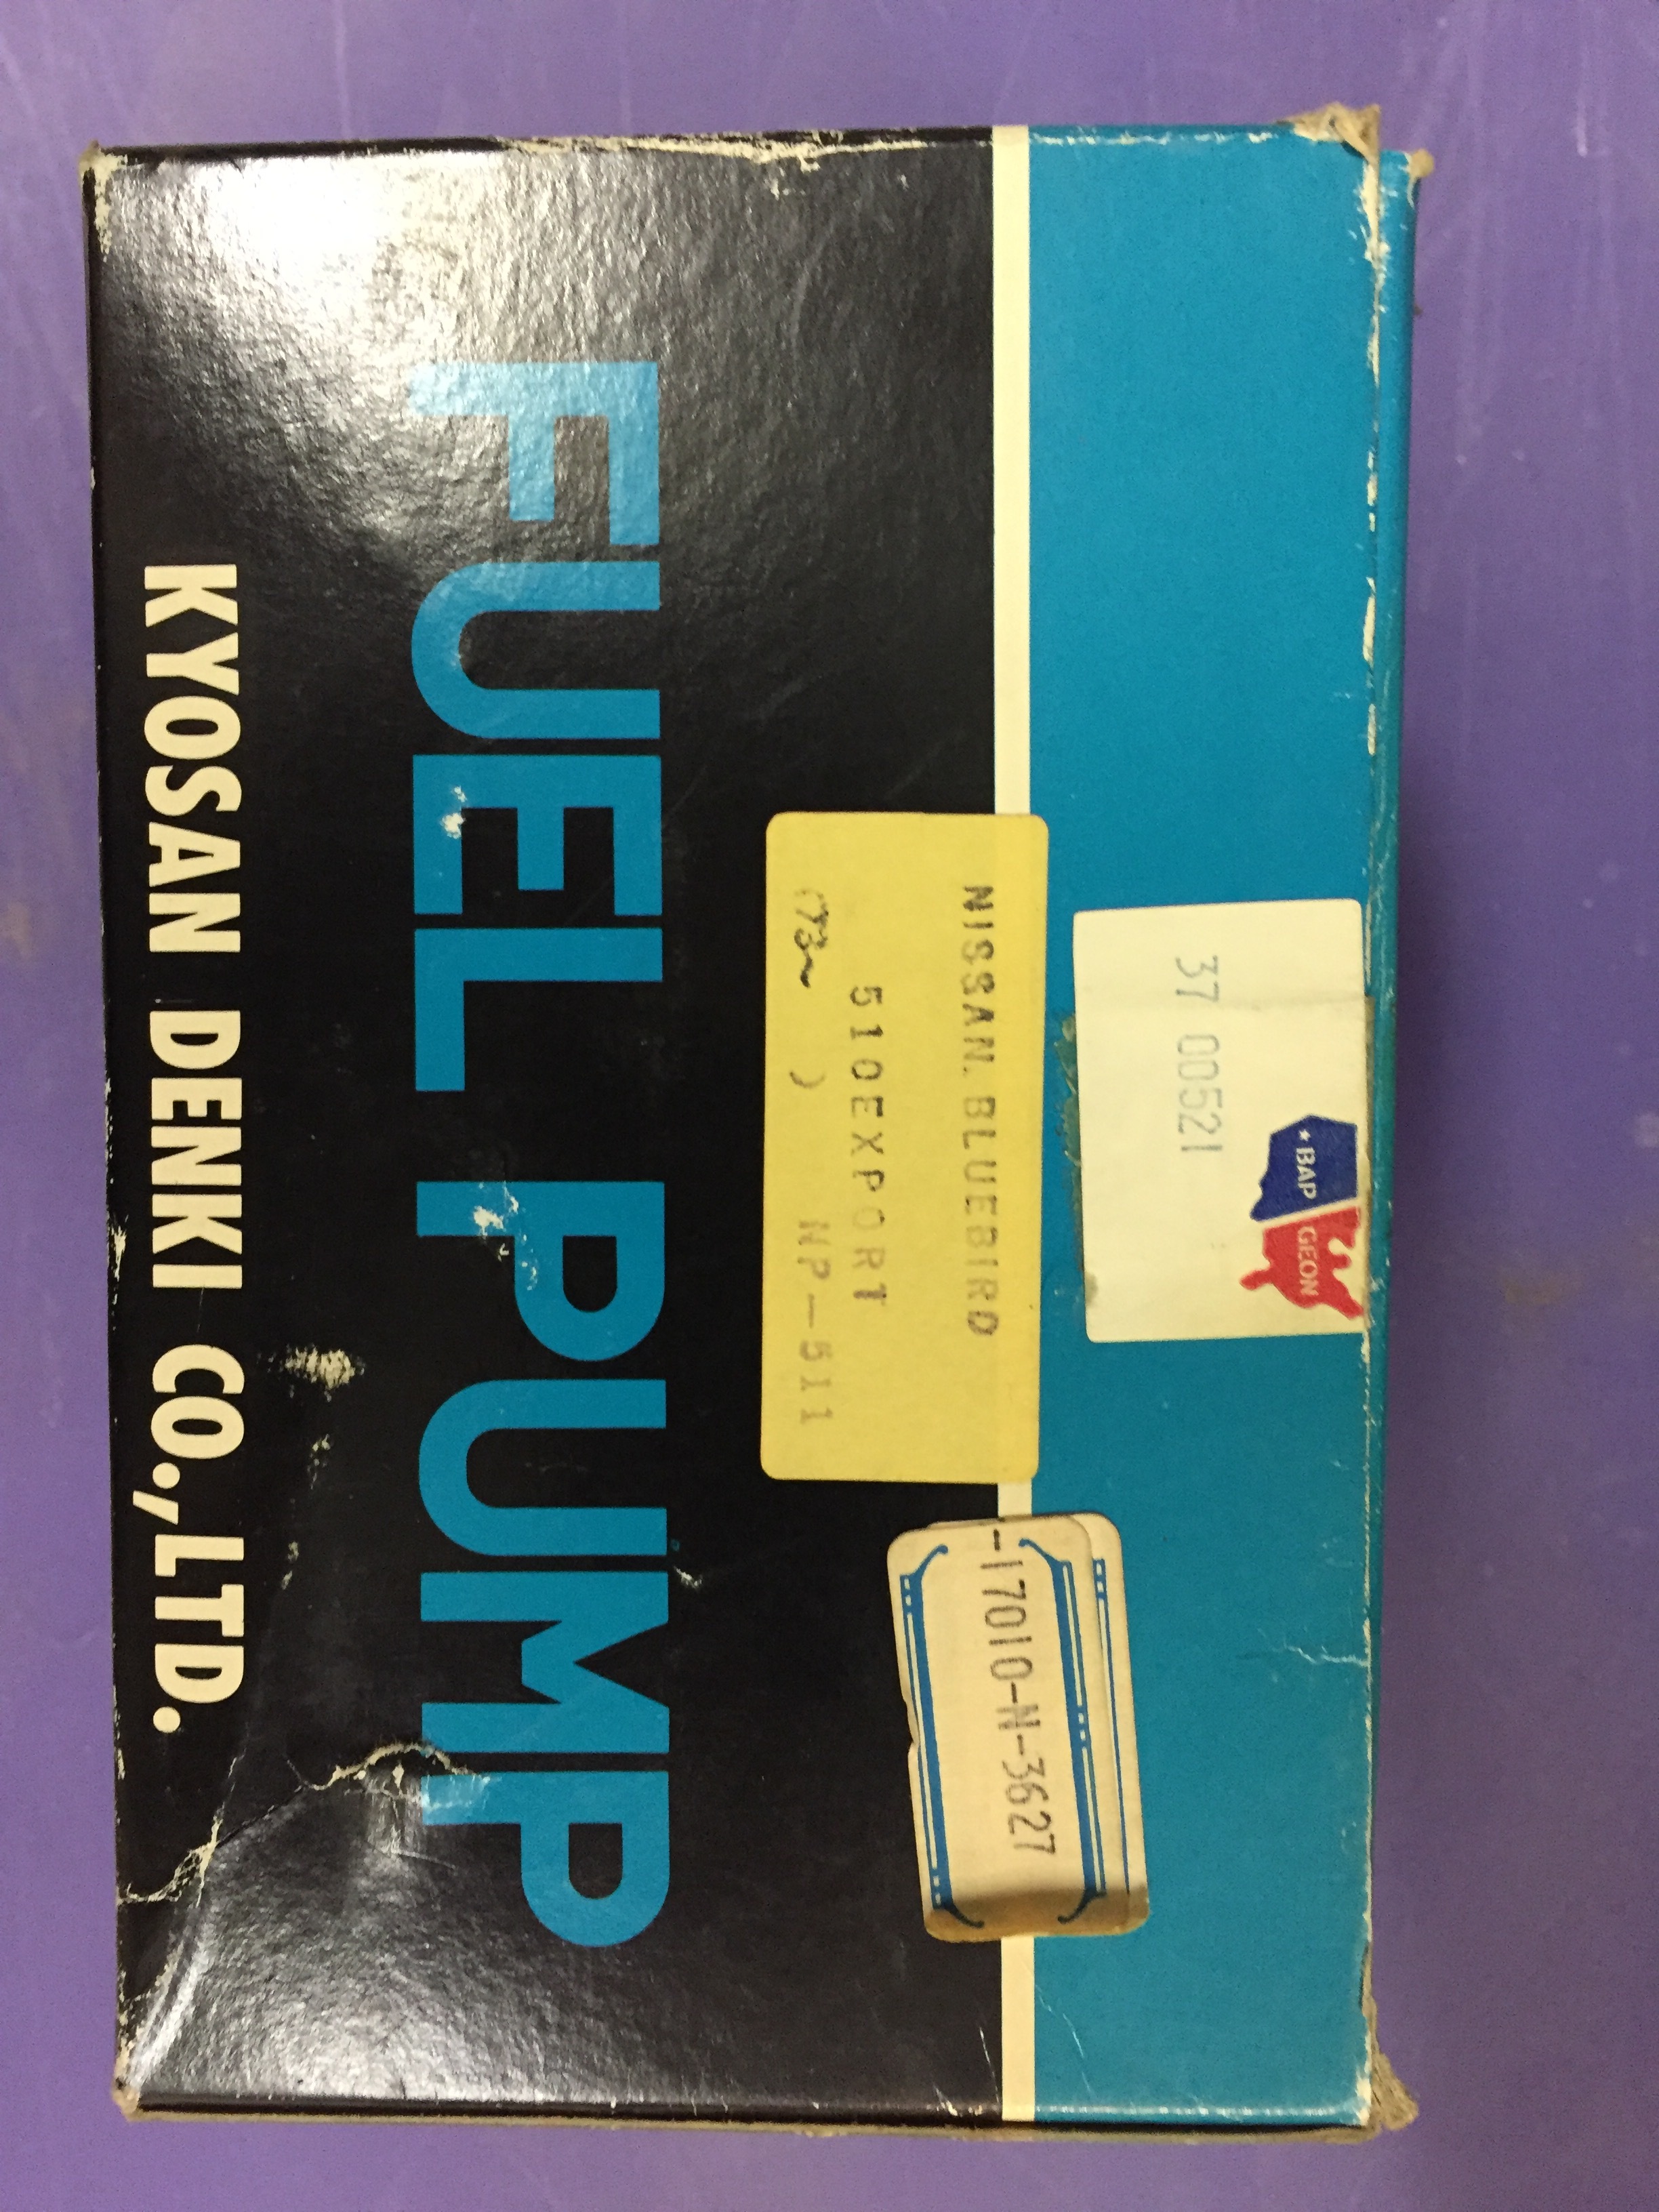 37 00521
★ BAP
GEON
NISSAN. BLUEBIRD
510EXPORT
(73~ ) NP-511
-17010-N-3627
FUEL PUMP
KYOSAN DENKI CO.,LTD.